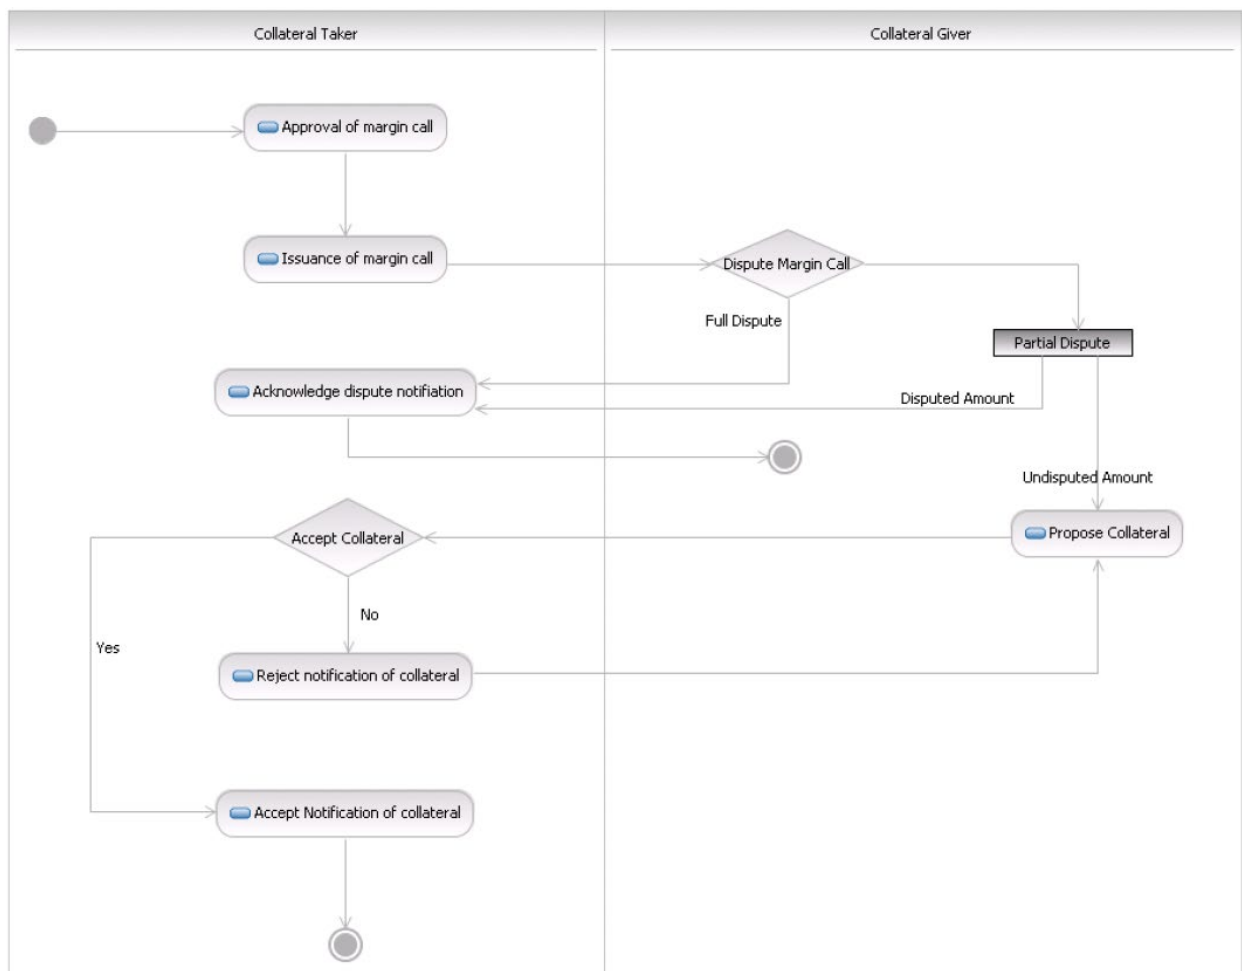 Collateral Taker
Collateral Giver
Approval of margin call
Issuance of margin call
Dispute Margin Call
Full Dispute
Partial Dispute
Acknowledge dispute notifiation
Disputed Amount
Undisputed Amount
Propose Collateral
Accept Collateral
No
Yes
Reject notification of collateral
Accept Notification of collateral